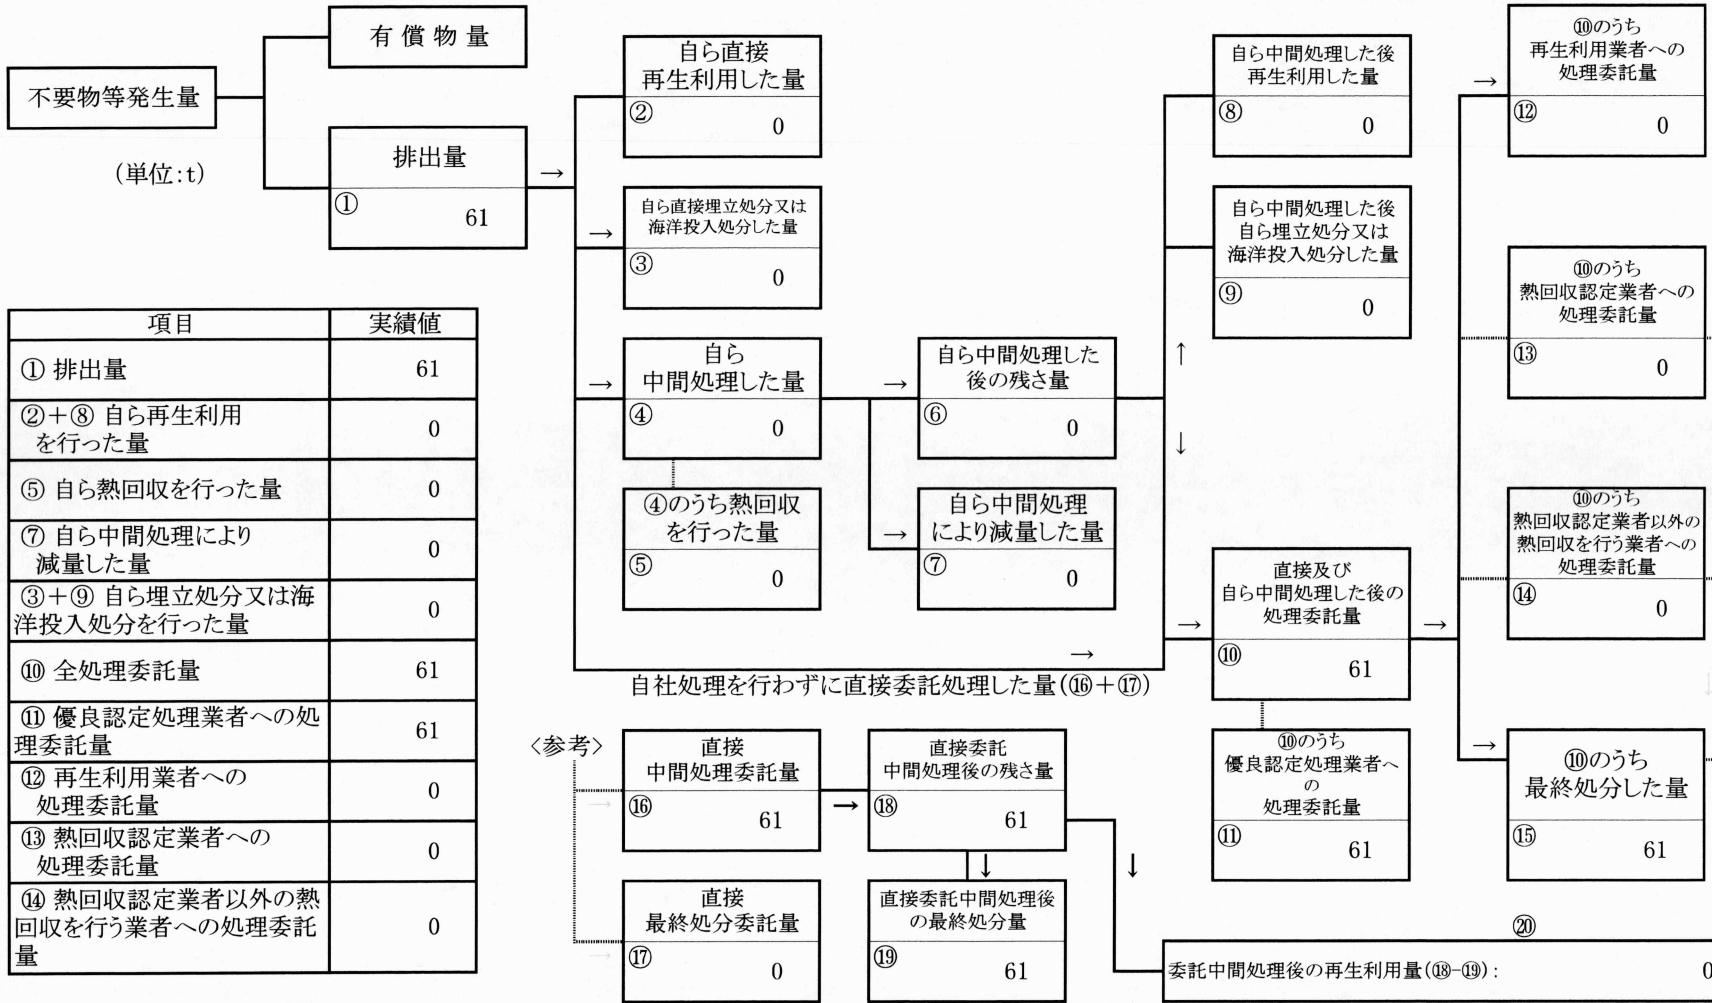 不要物等発生量
有償物量
(単位:t)
排出量
①
61
→
自ら直接
再生利用した量
②
0
→
自ら直接埋立処分又は
海洋投入処分した量
③
0
→
自ら
中間処理した量
④
0
④のうち熱回収
を行った量
⑤
0
→
自ら中間処理した
後の残さ量
⑥
0
→
自ら中間処理
により減量した量
⑦
0
↑
↓
自ら中間処理した後
再生利用した量
⑧
0
自ら中間処理した後
自ら埋立処分又は
海洋投入処分した量
⑨
0
→
自社処理を行わずに直接委託処理した量(⑯+⑰)
→
直接及び
自ら中間処理した後の
処理委託量
⑩
61
⑩のうち
優良認定処理業者へ
の
処理委託量
⑪
61
→
→
⑩のうち
再生利用業者への
処理委託量
⑫
0
⑩のうち
熱回収認定業者への
処理委託量
⑬
0
⑩のうち
熱回収認定業者以外の
熱回収を行う業者への
処理委託量
⑭
0
→
⑩のうち
最終処分した量
⑮
61
↓
項目 実績値
① 排出量 61
②+⑧ 自ら再生利用
を行った量 0
⑤ 自ら熱回収を行った量 0
⑦ 自ら中間処理により
減量した量 0
③+⑨ 自ら埋立処分又は海
洋投入処分を行った量 0
⑩ 全処理委託量 61
⑪ 優良認定処理業者への処
理委託量 61
⑫ 再生利用業者への
処理委託量 0
⑬ 熱回収認定業者への
処理委託量 0
⑭ 熱回収認定業者以外の熱
回収を行う業者への処理委託
量 0
〈参考〉
→
直接
中間処理委託量
⑯
61
→
直接委託
中間処理後の残さ量
⑱
61
→
直接
最終処分委託量
⑰
0
↓
直接委託中間処理後
の最終処分量
⑲
61
↓
⑳
委託中間処理後の再生利用量(⑱-⑲): 0